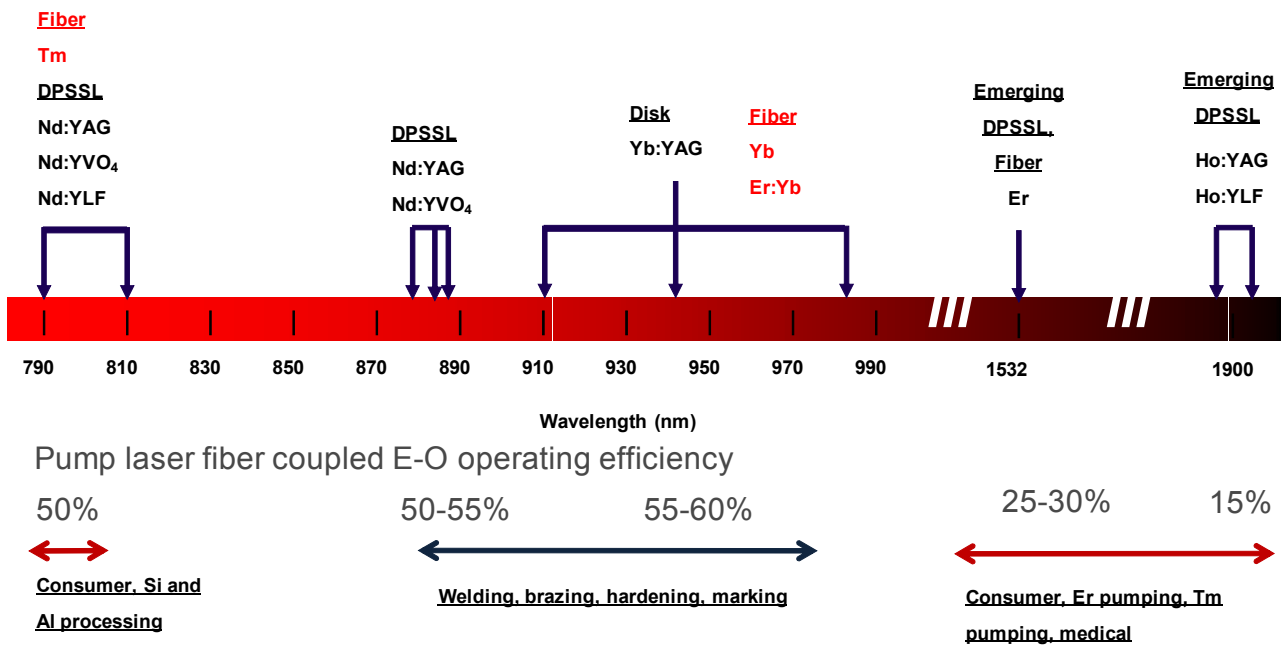 Fiber
Tm
DPSSL
Nd:YAG
Nd:YVO4
Nd:YLF
DPSSL
Nd:YAG
Nd:YVO4
Disk
Yb:YAG
Fiber
Yb
Er:Yb
Emerging
DPSSL,
Fiber
Er
Emerging
DPSSL
Ho:YAG
Ho:YLF
790 810 830 850 870 890 910 930 950 970 990 1532 1900
Wavelength (nm)
Pump laser fiber coupled E-O operating efficiency
50% 50-55% 55-60% 25-30% 15%
Consumer, Si and
Al processing
Welding, brazing, hardening, marking
Consumer, Er pumping, Tm
pumping, medical